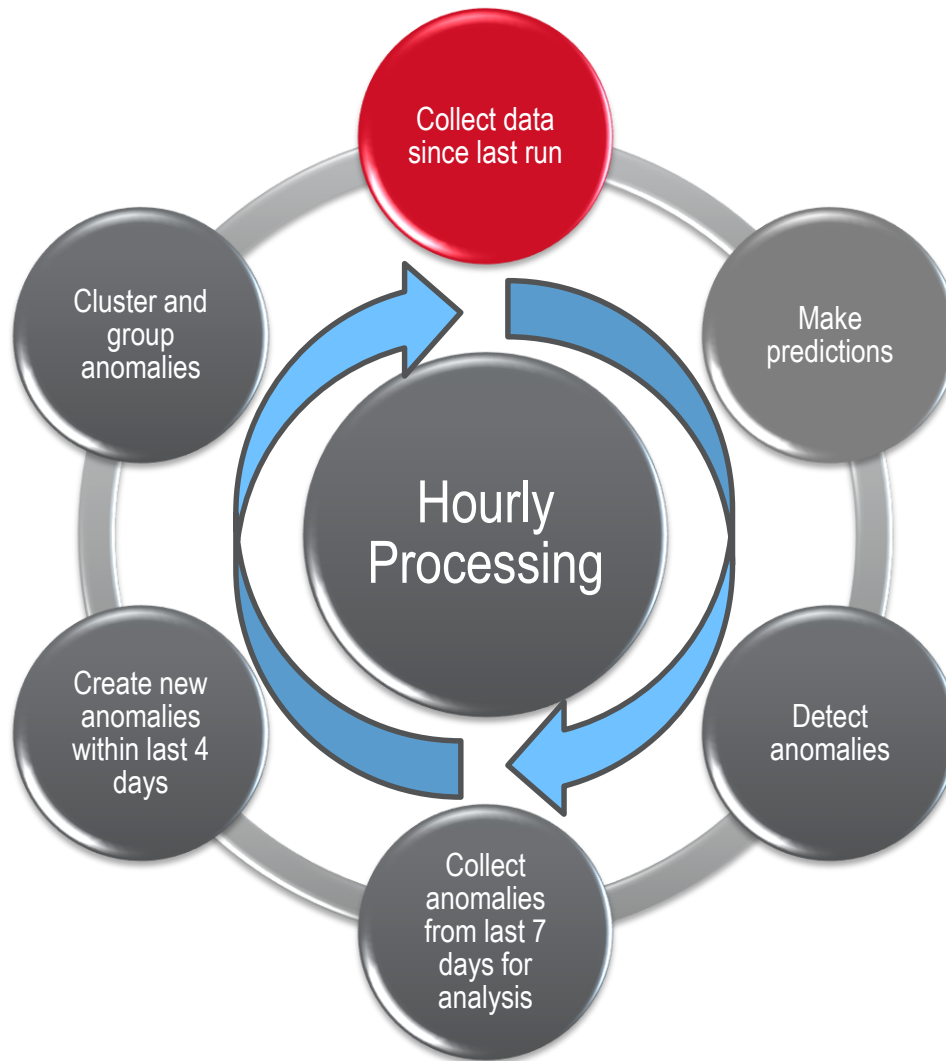 Collect data
since last run
Make
predictions
Detect
anomalies
Collect
anomalies
from last 7
days for
analysis
Create new
anomalies
within last 4
days
Cluster and
group
anomalies
Hourly
Processing